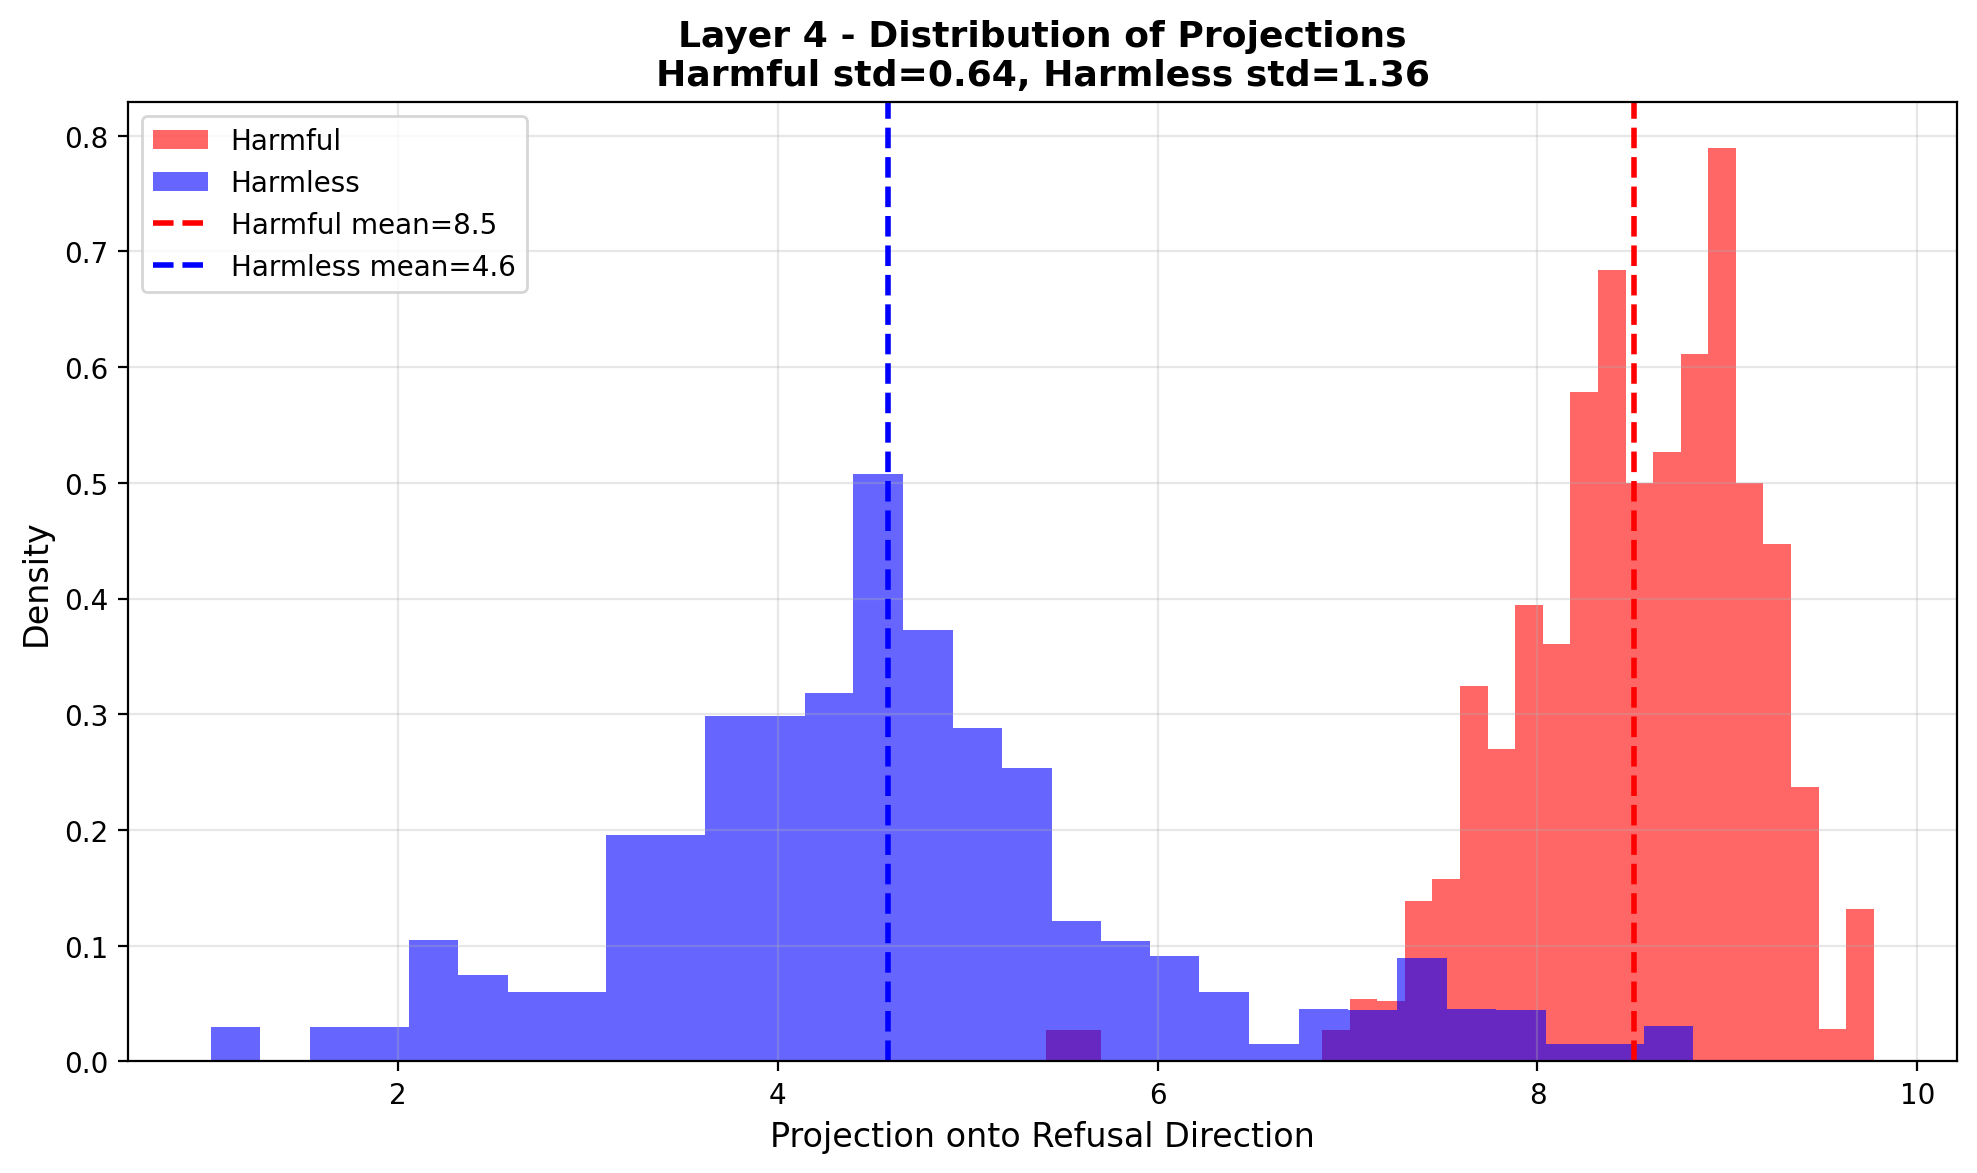 Layer 4 - Distribution of Projections
Harmful std=0.64, Harmless std=1.36
Harmful
Harmless
Harmful mean=8.5
Harmless mean=4.6
Density
0.8
0.7
0.6
0.5
0.4
0.3
0.2
0.1
0.0
2 4 6 8 10
Projection onto Refusal Direction